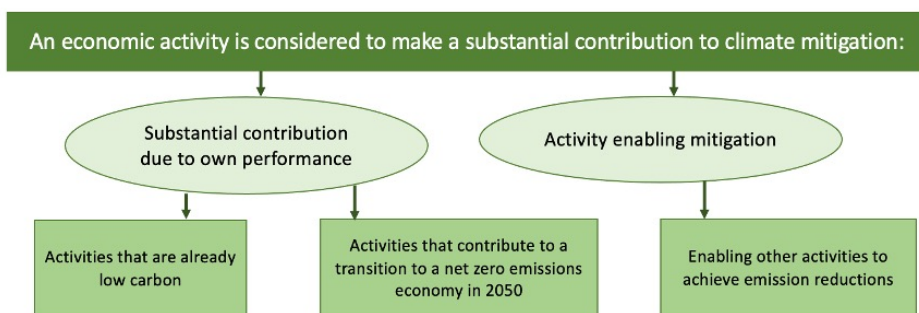 An economic activity is considered to make a substantial contribution to climate mitigation:
Substantial contribution
due to own performance
Activity enabling mitigation
Activities that are already
low carbon
Activities that contribute to a
transition to a net zero emissions
economy in 2050
Enabling other activities to
achieve emission reductions